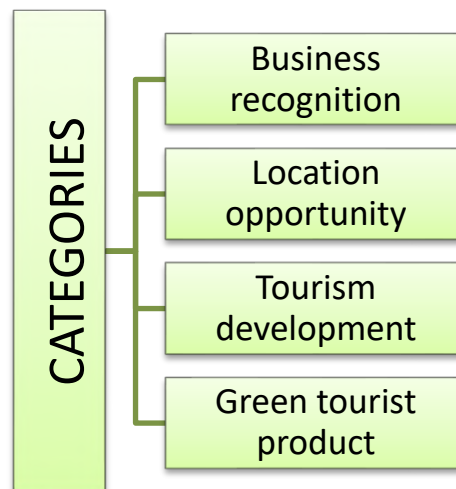 CATEGORIES
Business
recognition
Location
opportunity
Tourism
development
Green tourist
product